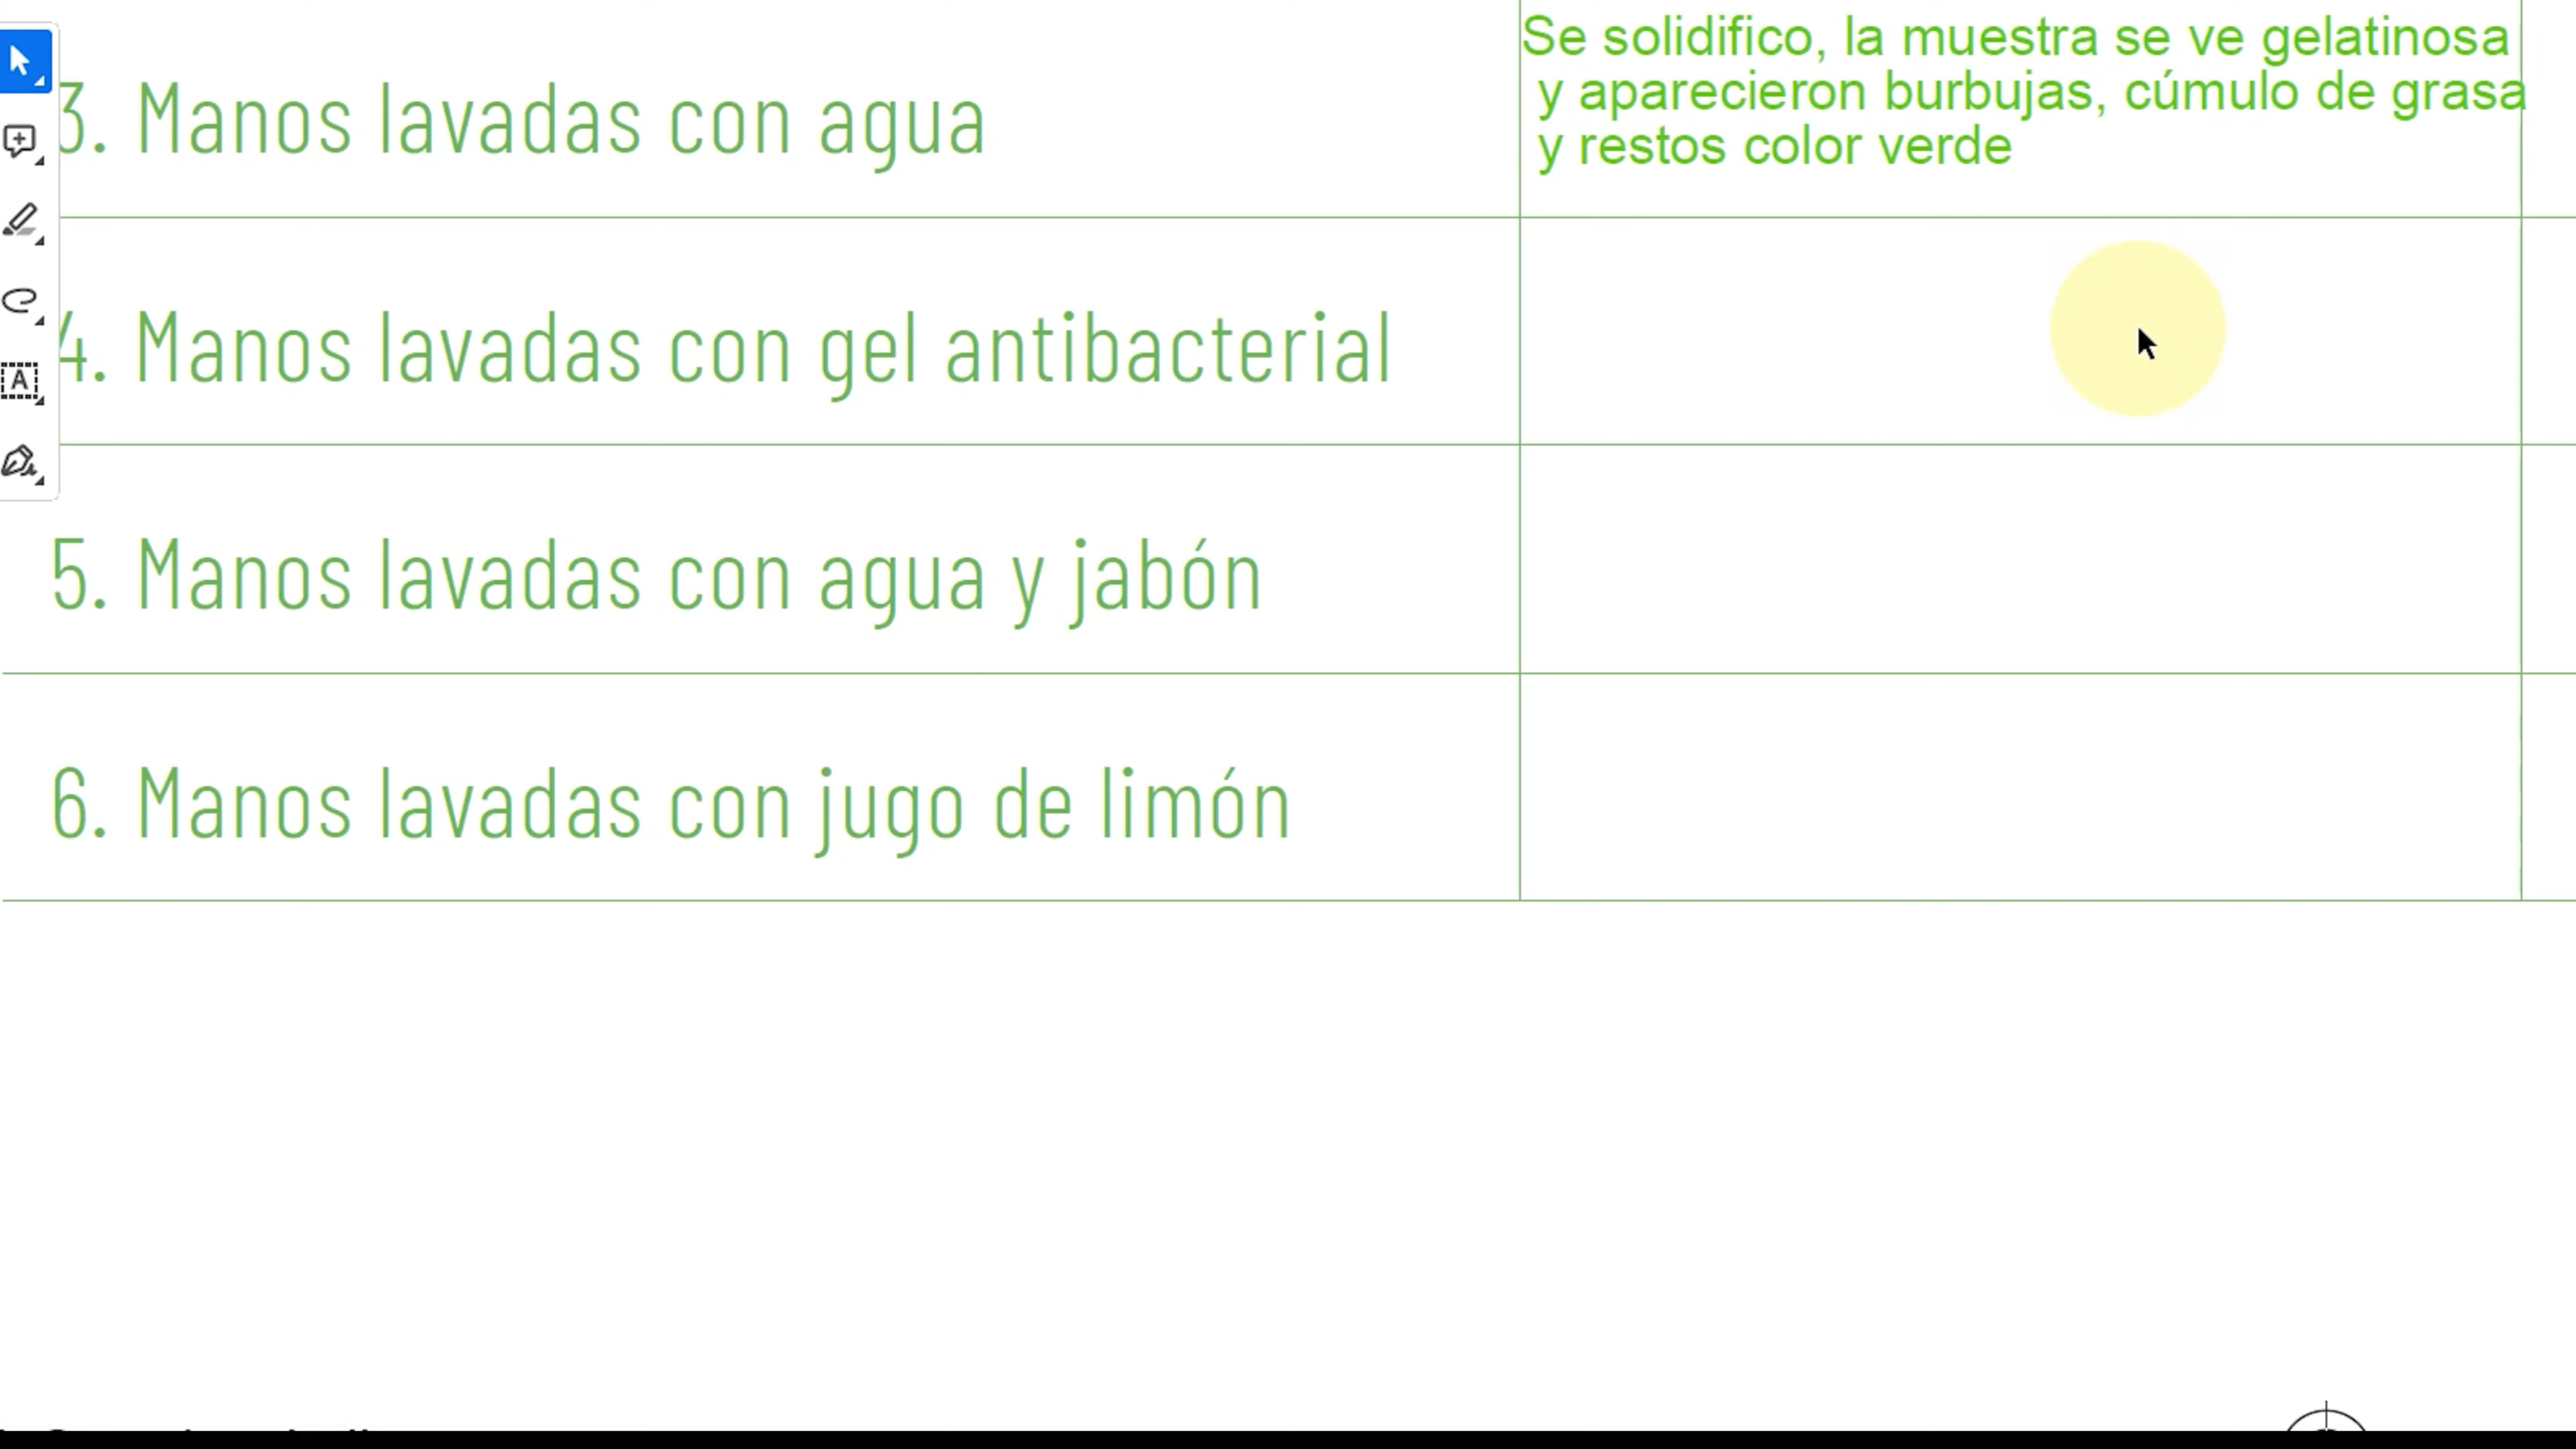 Se solidifico, la muestra se ve gelatinosa
y aparecieron burbujas, cúmulo de grasa
y restos color verde
3. Manos lavadas con agua
4. Manos lavadas con gel antibacterial
5. Manos lavadas con agua y jabón
6. Manos lavadas con jugo de limón